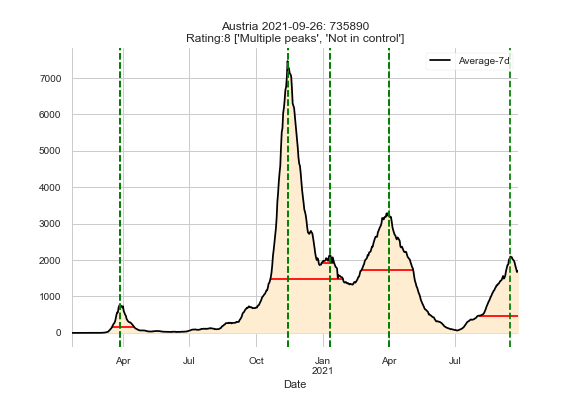 Austria 2021-09-26: 735890
Rating:8 ['Multiple peaks', 'Not in control']
Average-7d
7000
6000
5000
4000
3000
2000
1000
0
Apr
Jul
Oct
Jan
2021
Apr
Jul
Date